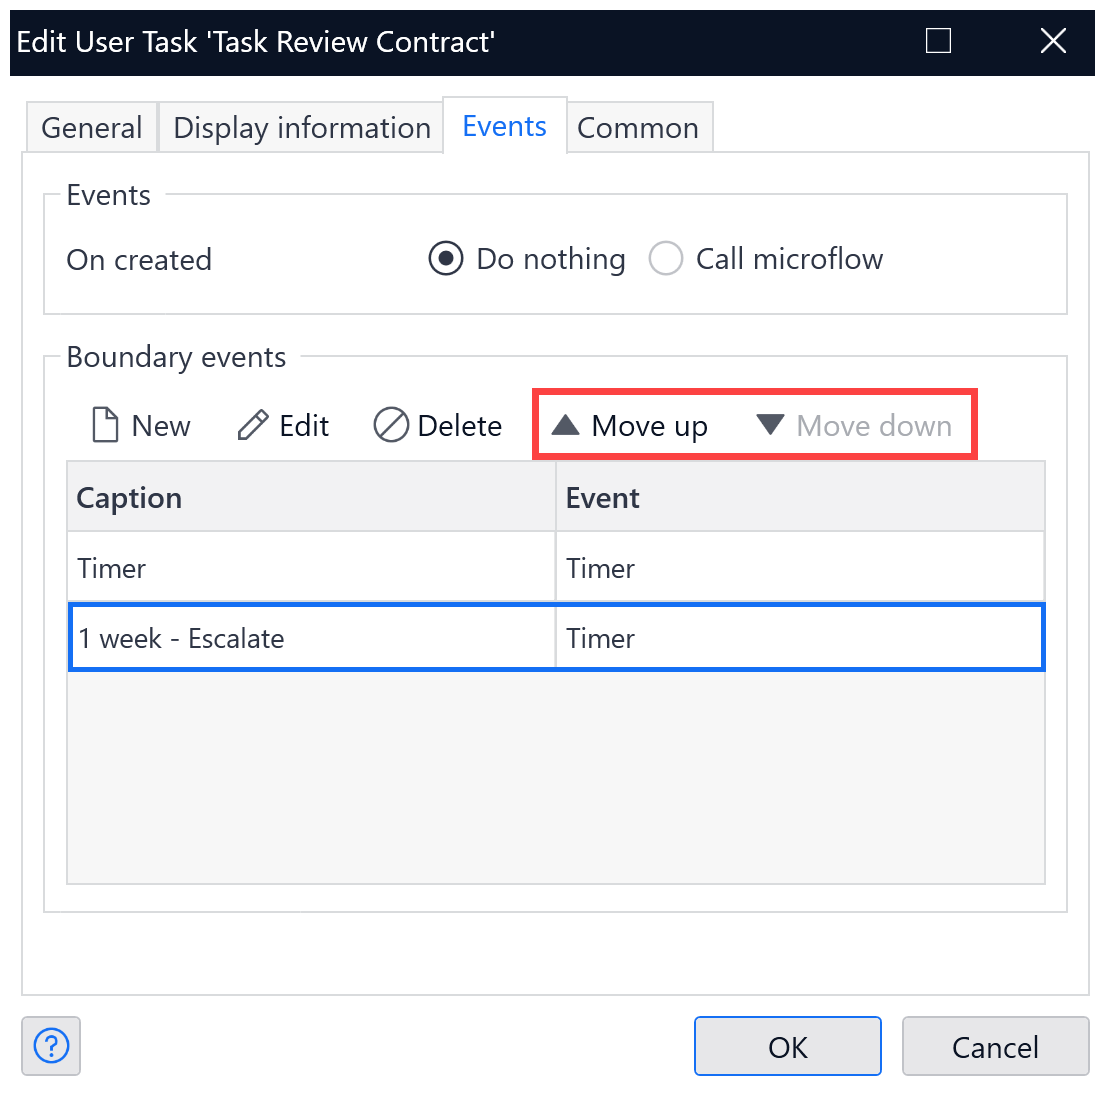 Edit User Task 'Task Review Contract'
General Display information Events Common
Events
On created Do nothing Call microflow
Boundary events
New Edit Delete Move up Move down
Caption Event
Timer Timer
1 week - Escalate Timer
? OK Cancel